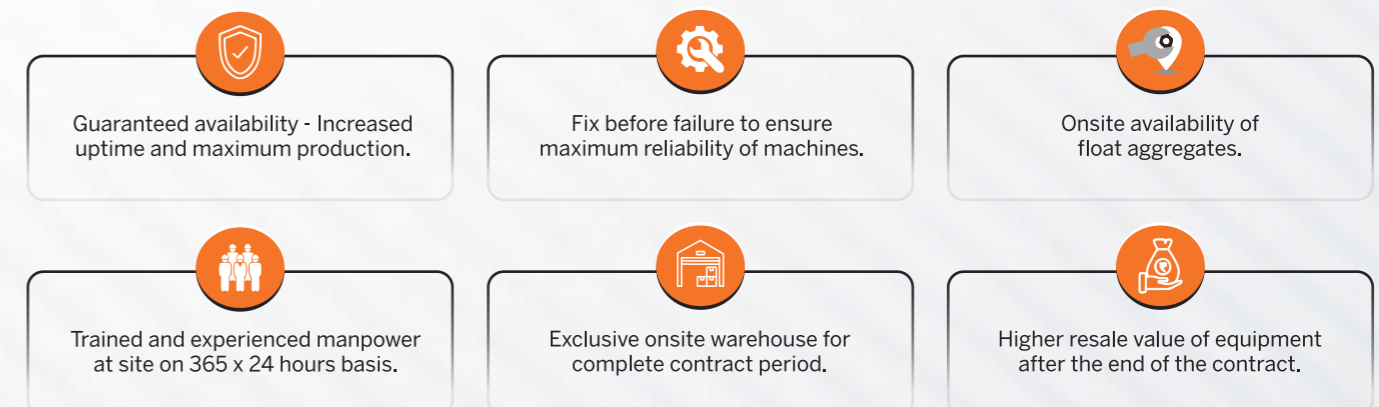 Guaranteed availability - Increased
uptime and maximum production.
Fix before failure to ensure
maximum reliability of machines.
Onsite availability of
float aggregates.
Trained and experienced manpower
at site on 365 x 24 hours basis.
Exclusive onsite warehouse for
complete contract period.
Higher resale value of equipment
after the end of the contract.